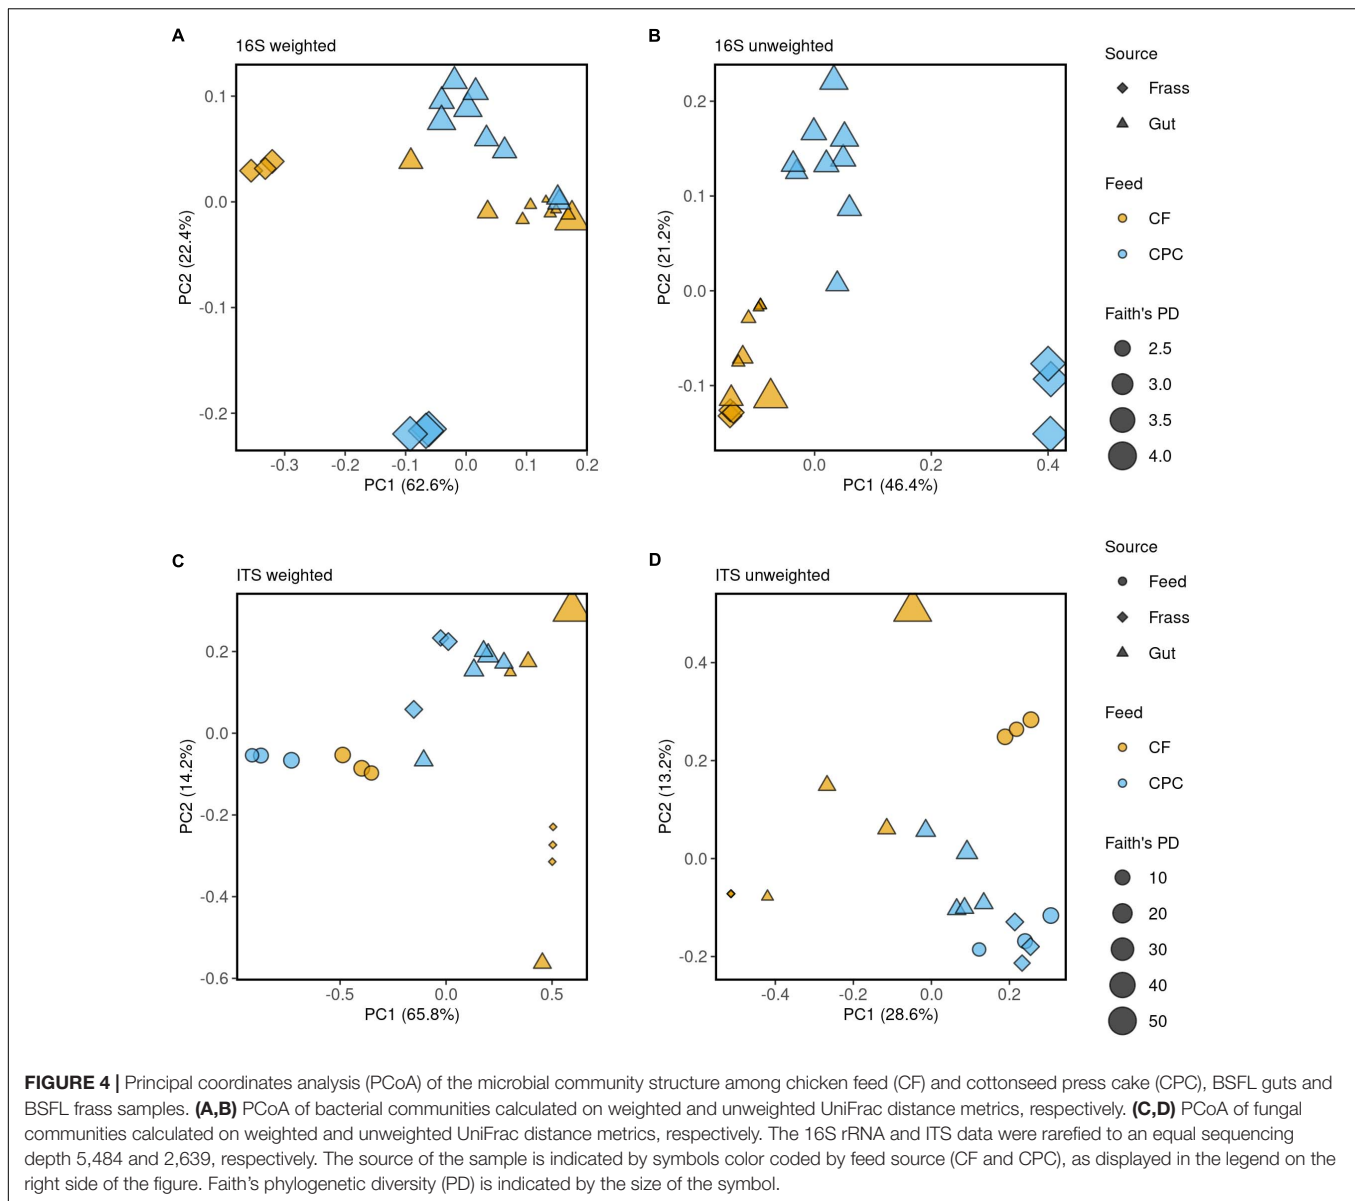 A
16S weighted
0.1
0.0
-0.1
-0.2
PC2 (22.4%)
-0.3 -0.2 -0.1 0.0 0.1 0.2
PC1 (62.6%)
B
16S unweighted
0.2
0.1
0.0
-0.1
PC2 (21.2%)
0.0 0.2 0.4
PC1 (46.4%)
Source
Frass
Gut
Feed
CF
CPC
Faith's PD
2.5
3.0
3.5
4.0
C
ITS weighted
0.2
0.0
-0.2
-0.4
-0.6
PC2 (14.2%)
-0.5 0.0 0.5
PC1 (65.8%)
D
ITS unweighted
0.4
0.2
0.0
-0.2
PC2 (13.2%)
-0.4 -0.2 0.0 0.2
PC1 (28.6%)
Source
Feed
Frass
Gut
Feed
CF
CPC
Faith's PD
10
20
30
40
50
FIGURE 4 | Principal coordinates analysis (PCoA) of the microbial community structure among chicken feed (CF) and cottonseed press cake (CPC), BSFL guts and
BSFL frass samples. (A,B) PCoA of bacterial communities calculated on weighted and unweighted UniFrac distance metrics, respectively. (C,D) PCoA of fungal
communities calculated on weighted and unweighted UniFrac distance metrics, respectively. The 16S rRNA and ITS data were rarefied to an equal sequencing
depth 5,484 and 2,639, respectively. The source of the sample is indicated by symbols color coded by feed source (CF and CPC), as displayed in the legend on the
right side of the figure. Faith's phylogenetic diversity (PD) is indicated by the size of the symbol.